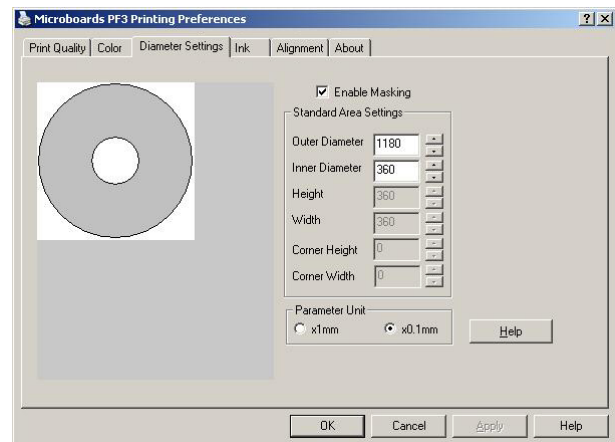 Microboards PF3 Printing Preferences
Print Quality Color Diameter Settings Ink Alignment About
Enable Masking
Standard Area Settings
Outer Diameter 1180
Inner Diameter 360
Height 360
Width 360
Corner Height 0
Corner Width 0
Parameter Unit
x1mm x0.1mm
Help
OK Cancel Apply Help